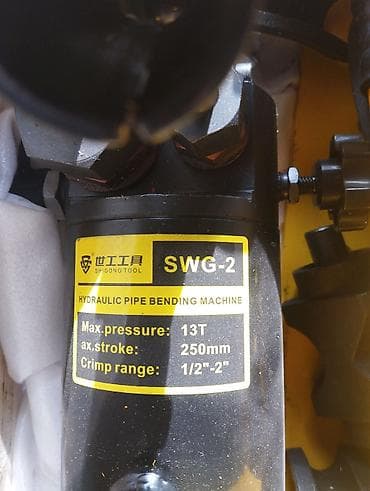 世工工具
SHIGONG TOOL
SWG-2
HYDRAULIC PIPE BENDING MACHINE
Max.pressure: 13T
ax.stroke: 250mm
Crimp range: 1/2"-2"